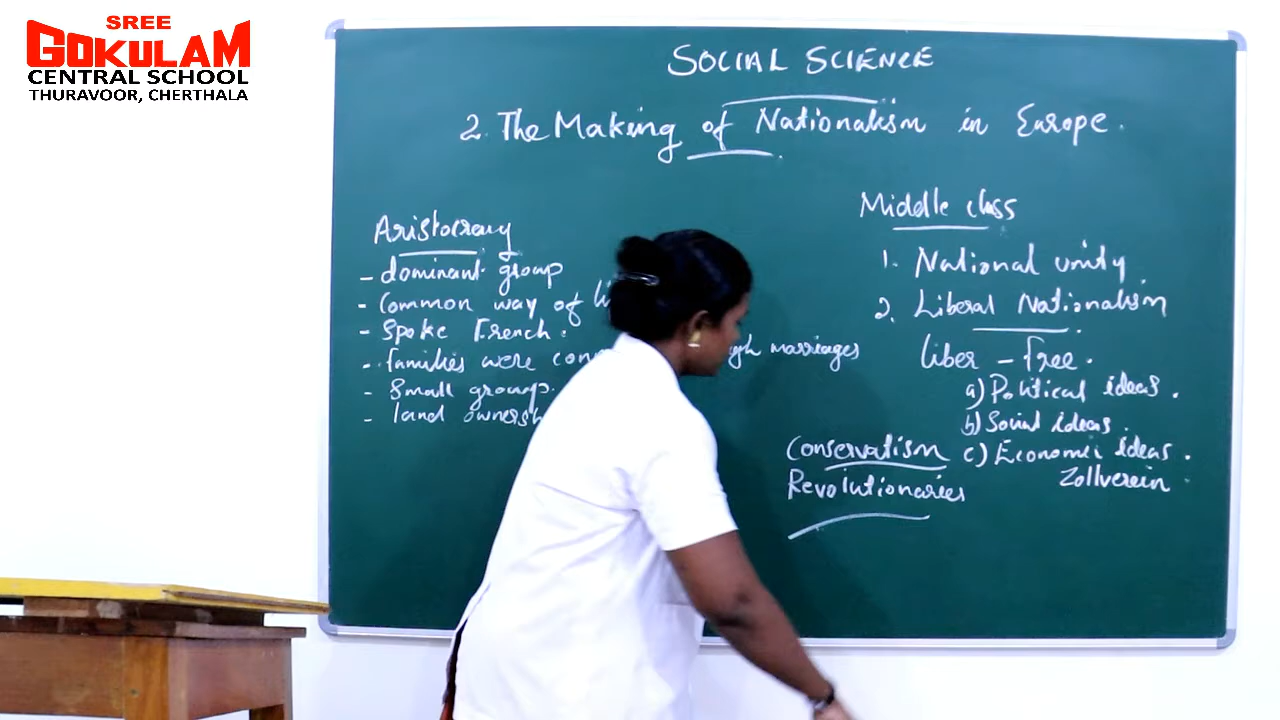 SREE
GOKULAM
CENTRAL SCHOOL
THURAVOOR, CHERTHALA
SOCIAL SCIENCE
2. The Making of Nationalism in Europe.
Aristocracy
- dominant group
- Common way of
- Spoke French.
- families were marriages
- Small groups.
- land
Middle class
1. National unity
2. Liberal Nationalism
liber - Free.
a) Political ideas.
b) Social ideas.
c) Economic ideas.
Zollverein
Conservatism
Revolutionaries